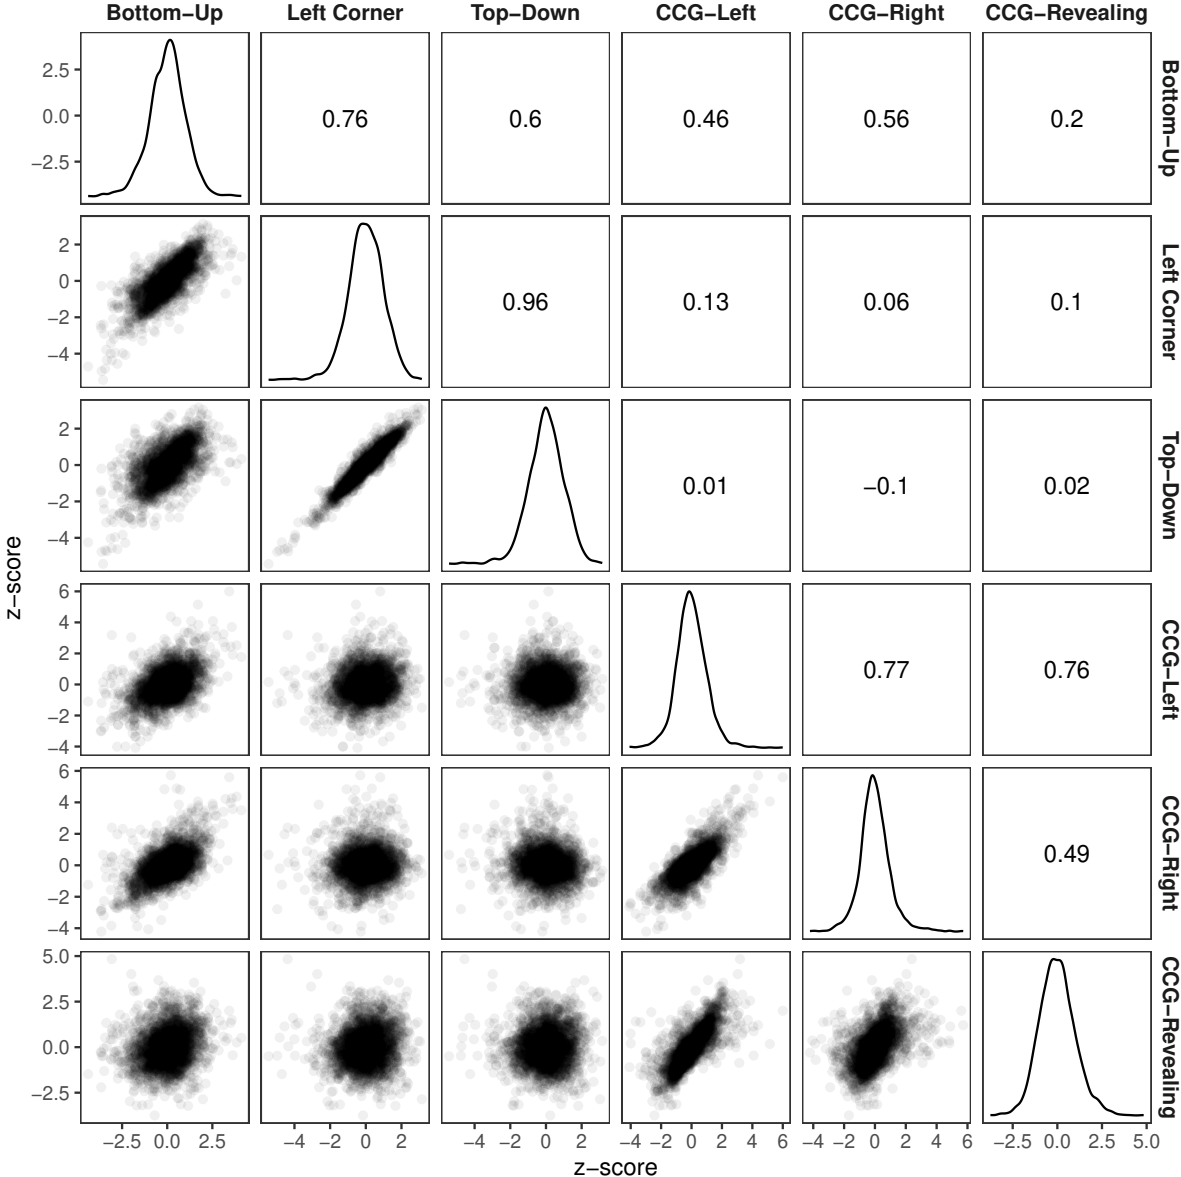 Bottom−Up Left Corner Top−Down CCG−Left CCG−Right CCG−Revealing
2.5
0.0
−2.5
0.76 0.6 0.46 0.56 0.2
Bottom−Up
2
0
−2
−4
0.96 0.13 0.06 0.1
Left Corner
2
0
−2
−4
0.01 −0.1 0.02
Top−Down
z−score
6
4
2
0
−2
−4
0.77 0.76
CCG−Left
6
4
2
0
−2
−4
0.49
CCG−Right
5.0
2.5
0.0
−2.5
CCG−Revealing
−2.5 0.0 2.5 −4 −2 0 2 −4 −2 0 2 −4 −2 0 2 4 6 −4 −2 0 2 4 6 −2.5 0.0 2.5 5.0
z−score